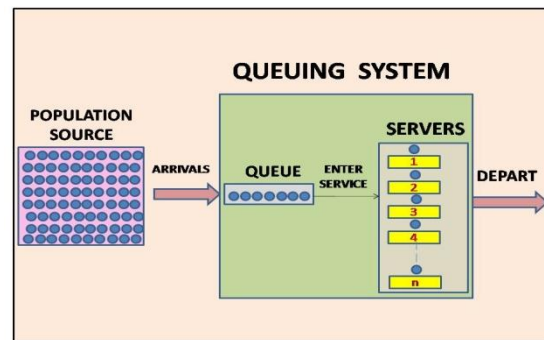 QUEUING SYSTEM
POPULATION
SOURCE
SERVERS
ARRIVALS
QUEUE
ENTER
SERVICE
DEPART
1
2
3
4
n